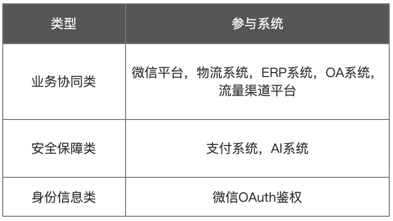 类型
参与系统
业务协同类
微信平台，物流系统，ERP系统，OA系统，
流量渠道平台
安全保障类
支付系统，AI系统
身份信息类
微信OAuth鉴权